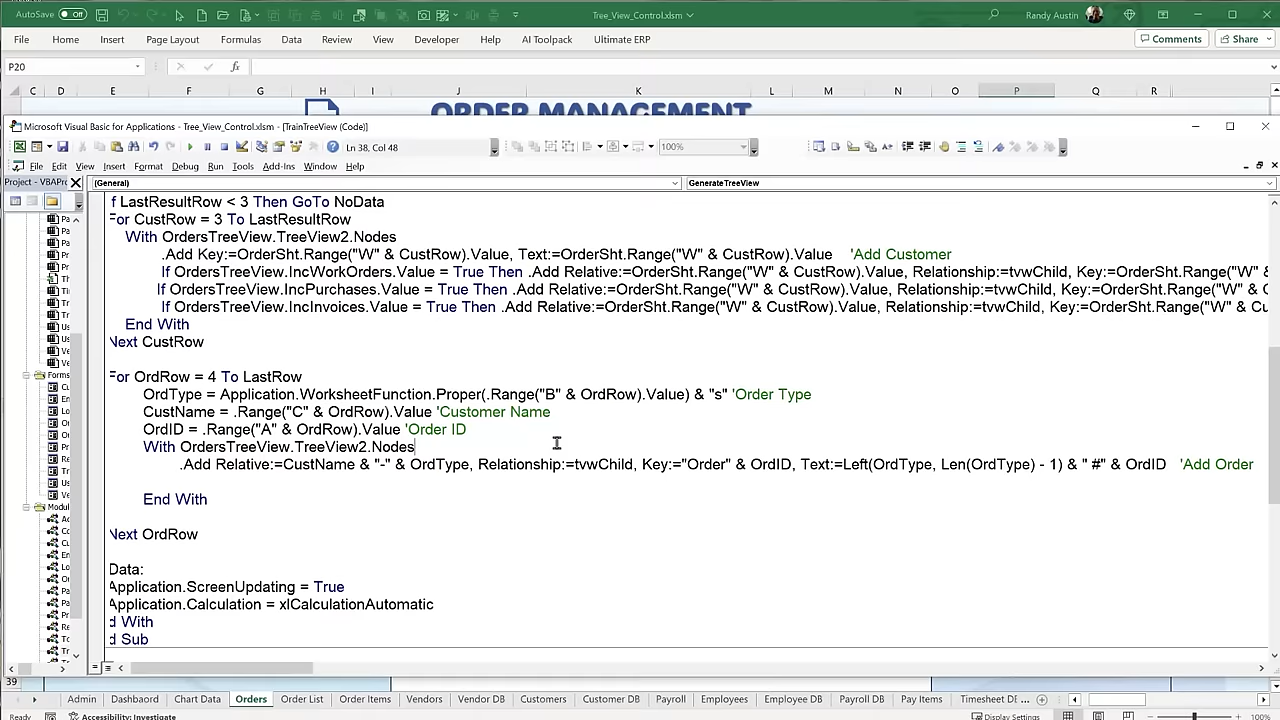 AutoSave Off Tree_View_Control.xlsm Randy Austin
File Home Insert Page Layout Formulas Data Review View Developer Help AI Toolpack Ultimate ERP Comments Share
P20 fx
C D E F G H I J K L M N O P Q R
ORDER MANAGEMENT
Microsoft Visual Basic for Applications - Tree_View_Control.xlsm - [TrainTreeView (Code)]
Ln 38, Col 48 100%
File Edit View Insert Format Debug Run Tools Add-Ins Window Help
Project - VBAPro (General) GenerateTreeView
f LastResultRow < 3 Then GoTo NoData
For CustRow = 3 To LastResultRow
With OrdersTreeView.TreeView2.Nodes
.Add Key:=OrderSht.Range("W" & CustRow).Value, Text:=OrderSht.Range("W" & CustRow).Value 'Add Customer
If OrdersTreeView.IncWorkOrders.Value = True Then .Add Relative:=OrderSht.Range("W" & CustRow).Value, Relationship:=tvwChild, Key:=OrderSht.Range("W" &
If OrdersTreeView.IncPurchases.Value = True Then .Add Relative:=OrderSht.Range("W" & CustRow).Value, Relationship:=tvwChild, Key:=OrderSht.Range("W" & C
If OrdersTreeView.IncInvoices.Value = True Then .Add Relative:=OrderSht.Range("W" & CustRow).Value, Relationship:=tvwChild, Key:=OrderSht.Range("W" & Cu
End With
Next CustRow
For OrdRow = 4 To LastRow
OrdType = Application.WorksheetFunction.Proper(.Range("B" & OrdRow).Value) & "s" 'Order Type
CustName = .Range("C" & OrdRow).Value 'Customer Name
OrdID = .Range("A" & OrdRow).Value 'Order ID
With OrdersTreeView.TreeView2.Nodes
.Add Relative:=CustName & "-" & OrdType, Relationship:=tvwChild, Key:="Order" & OrdID, Text:=Left(OrdType, Len(OrdType) - 1) & " #" & OrdID 'Add Order
End With
Next OrdRow
Data:
Application.ScreenUpdating = True
Application.Calculation = xlCalculationAutomatic
d With
d Sub
Forms
Modul
39
Admin Dashbaord Chart Data Orders Order List Order Items Vendors Vendor DB Customers Customer DB Payroll Employees Employee DB Payroll DB Pay Items Timesheet DE ...
Ready Accessibility: Investigate Display Settings 100%